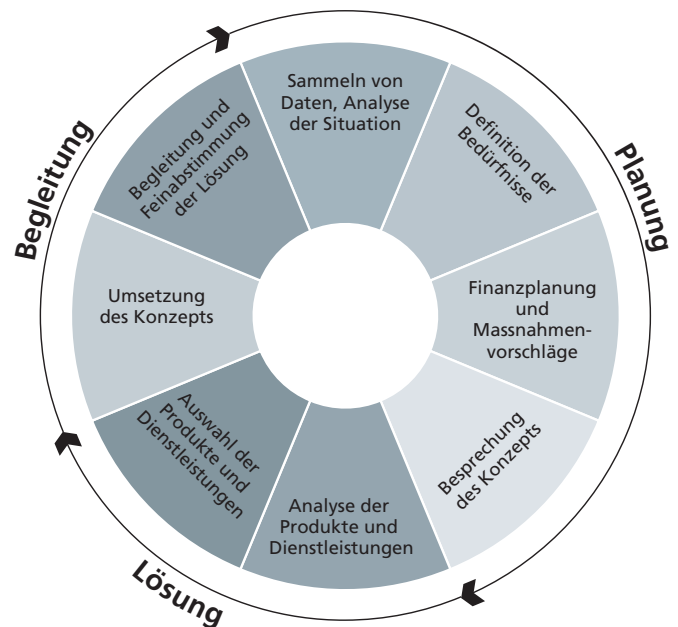 Sammeln von
Daten, Analyse
der Situation
Definition der
Bedürfnisse
Planung
Finanzplanung
und
Massnahmen-
vorschläge
Besprechung
des Konzepts
Analyse der
Produkte und
Dienstleistungen
Lösung
Auswahl der
Produkte und
Dienstleistungen
Umsetzung
des Konzepts
Begleitung
Begleitung und
Feinabstimmung
der Lösung